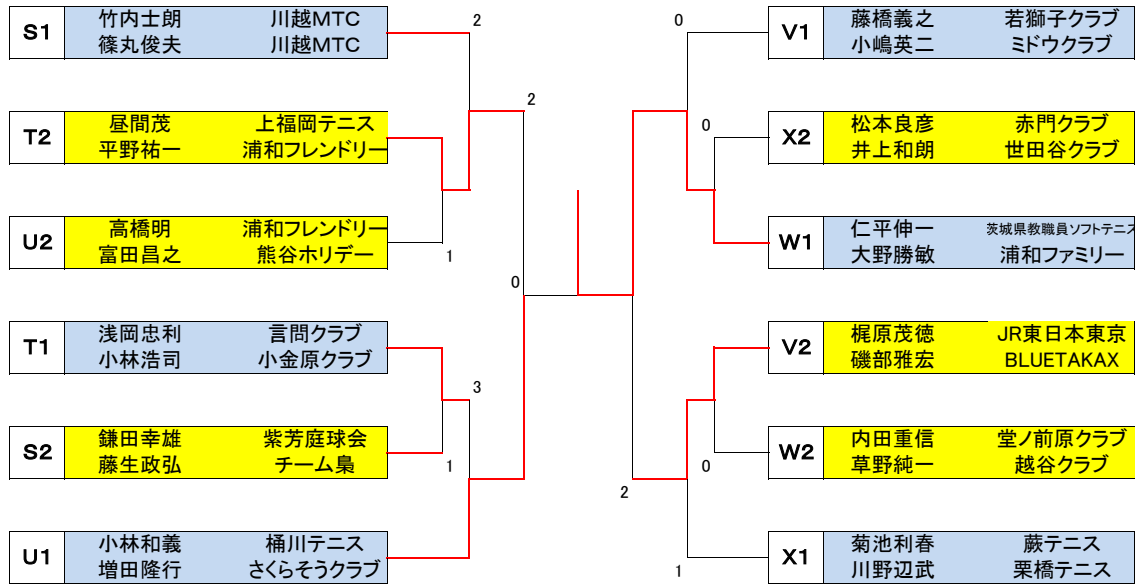 S1 竹内士朗 川越MTC
篠丸俊夫 川越MTC
2
T2 昼間茂 上福岡テニス
平野祐一 浦和フレンドリー
2
U2 高橋明 浦和フレンドリー
富田昌之 熊谷ホリデー
1
0
T1 浅岡忠利 言問クラブ
小林浩司 小金原クラブ
3
S2 鎌田幸雄 紫芳庭球会
藤生政弘 チーム梟
1
U1 小林和義 桶川テニス
増田隆行 さくらそうクラブ
0
V1 藤橋義之 若獅子クラブ
小嶋英二 ミドウクラブ
0
X2 松本良彦 赤門クラブ
井上和朗 世田谷クラブ
W1 仁平伸一 茨城県教職員ソフトテニス
大野勝敏 浦和ファミリー
V2 梶原茂徳 JR東日本東京
磯部雅宏 BLUETAKAX
W2 内田重信 堂ノ前原クラブ
草野純一 越谷クラブ
0
2
X1 菊池利春 蕨テニス
川野辺武 栗橋テニス
1